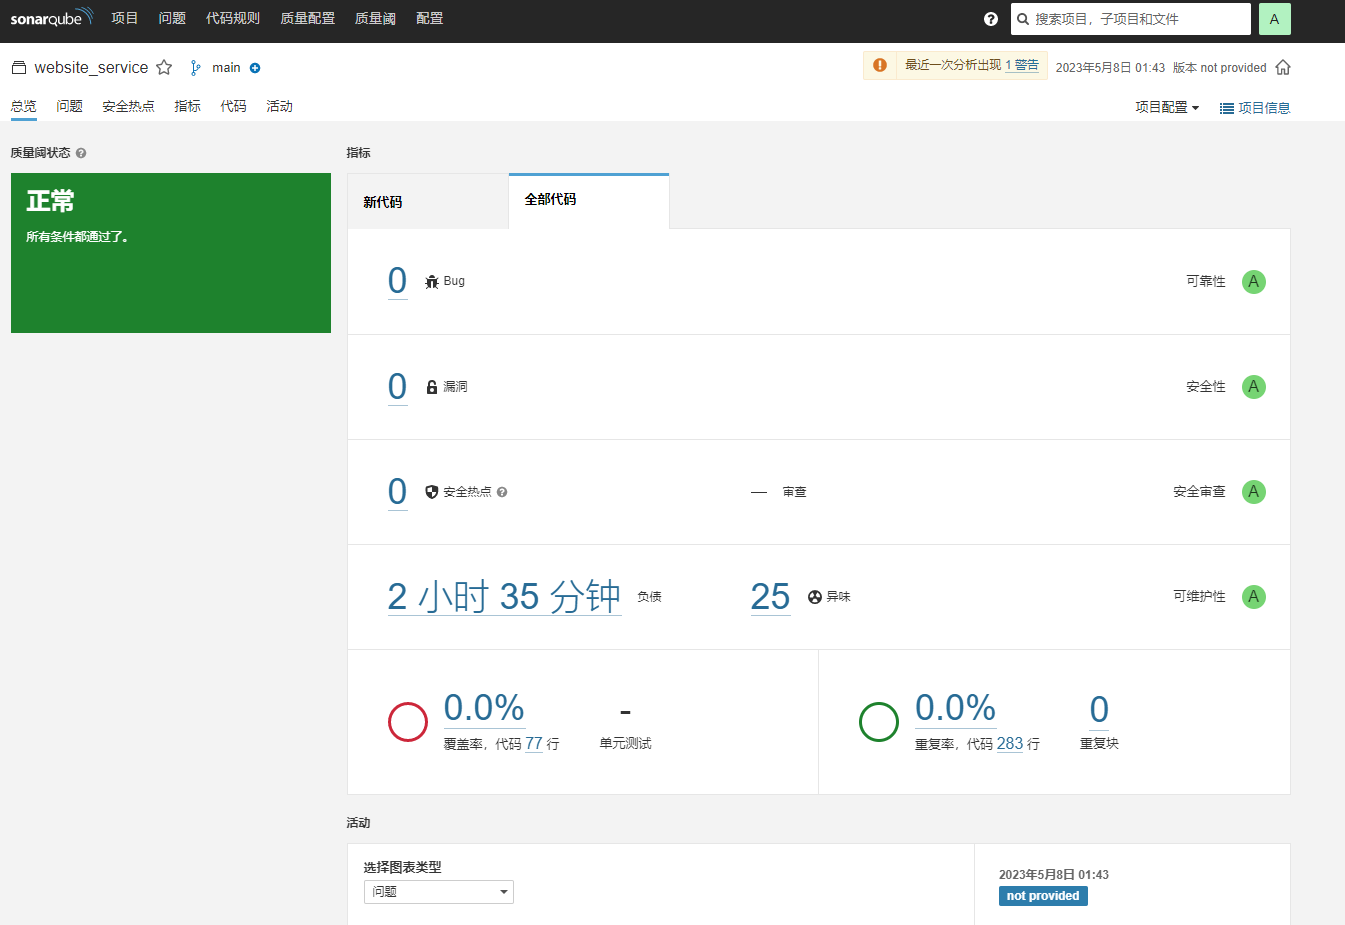 sonarqube 项目 问题 代码规则 质量配置 质量阈 配置 搜索项目，子项目和文件 A
website_service main 最近一次分析出现 1 警告 2023年5月8日 01:43 版本 not provided
总览 问题 安全热点 指标 代码 活动 项目配置 项目信息
质量阈状态
正常
所有条件都通过了。
指标
新代码 全部代码
0 Bug 可靠性 A
0 漏洞 安全性 A
0 安全热点 — 审查 安全审查 A
2 小时 35 分钟 负债 25 异味 可维护性 A
0.0% - 0.0% 0
覆盖率，代码 77 行 单元测试 重复率，代码 283 行 重复块
活动
选择图表类型
问题
2023年5月8日 01:43
not provided